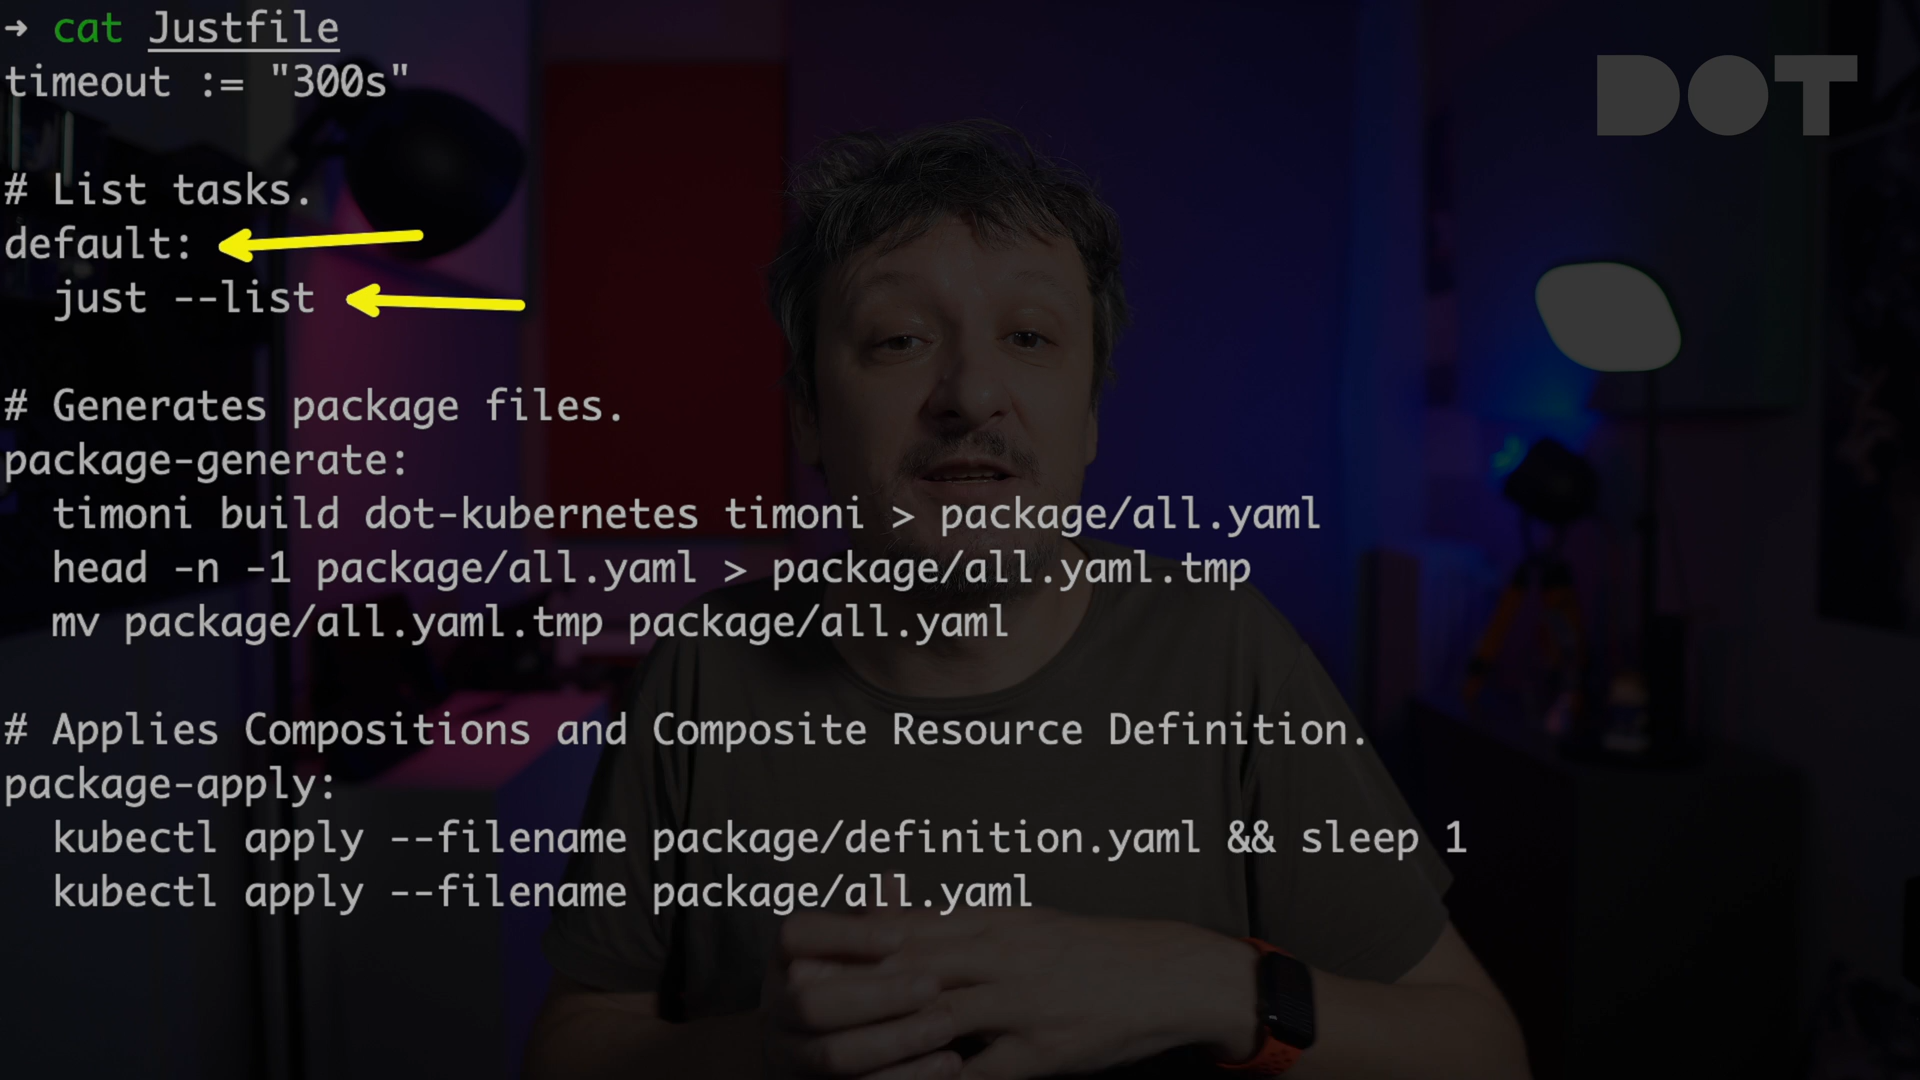 ➜ cat Justfile
timeout := "300s"
# List tasks.
default:
  just --list
# Generates package files.
package-generate:
  timoni build dot-kubernetes timoni > package/all.yaml
  head -n -1 package/all.yaml > package/all.yaml.tmp
  mv package/all.yaml.tmp package/all.yaml
# Applies Compositions and Composite Resource Definition.
package-apply:
  kubectl apply --filename package/definition.yaml && sleep 1
  kubectl apply --filename package/all.yaml
DOT